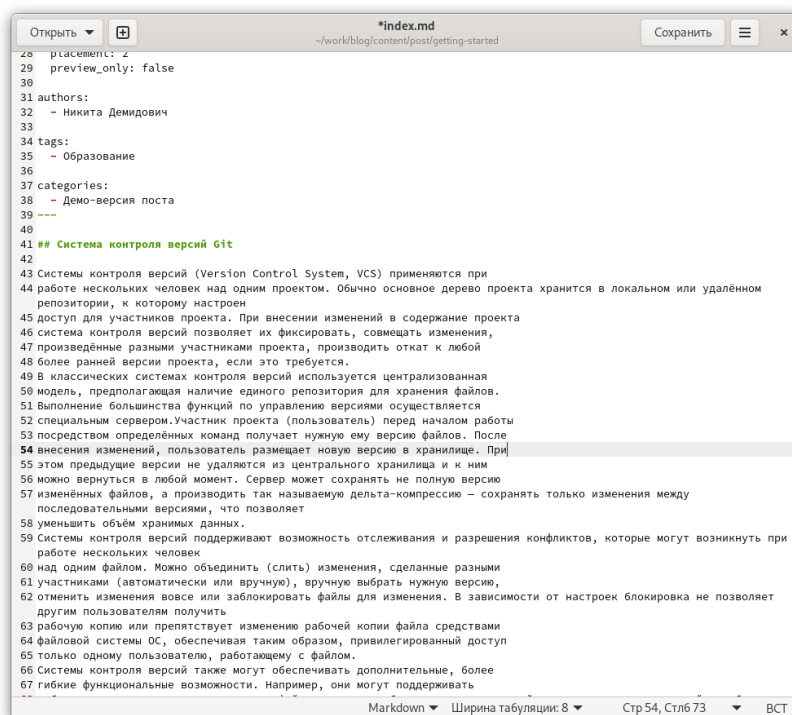 Открыть
*index.md
~/work/blog/content/post/getting-started
Сохранить
28 placement: 2
29 preview_only: false
30
31 authors:
32 - Никита Демидович
33
34 tags:
35 - Образование
36
37 categories:
38 - Демо-версия поста
39 ---
40
41 ## Система контроля версий Git
42
43 Системы контроля версий (Version Control System, VCS) применяются при
44 работе нескольких человек над одним проектом. Обычно основное дерево проекта хранится в локальном или удалённом
репозитории, к которому настроен
45 доступ для участников проекта. При внесении изменений в содержание проекта
46 система контроля версий позволяет их фиксировать, совмещать изменения,
47 произведённые разными участниками проекта, производить откат к любой
48 более ранней версии проекта, если это требуется.
49 В классических системах контроля версий используется централизованная
50 модель, предполагающая наличие единого репозитория для хранения файлов.
51 Выполнение большинства функций по управлению версиями осуществляется
52 специальным сервером.Участник проекта (пользователь) перед началом работы
53 посредством определённых команд получает нужную ему версию файлов. После
54 внесения изменений, пользователь размещает новую версию в хранилище. При
55 этом предыдущие версии не удаляются из центрального хранилища и к ним
56 можно вернуться в любой момент. Сервер может сохранять не полную версию
57 изменённых файлов, а производить так называемую дельта-компрессию — сохранять только изменения между
последовательными версиями, что позволяет
58 уменьшить объём хранимых данных.
59 Системы контроля версий поддерживают возможность отслеживания и разрешения конфликтов, которые могут возникнуть при
работе нескольких человек
60 над одним файлом. Можно объединить (слить) изменения, сделанные разными
61 участниками (автоматически или вручную), вручную выбрать нужную версию,
62 отменить изменения вовсе или заблокировать файлы для изменения. В зависимости от настроек блокировка не позволяет
другим пользователям получить
63 рабочую копию или препятствует изменению рабочей копии файла средствами
64 файловой системы ОС, обеспечивая таким образом, привилегированный доступ
65 только одному пользователю, работающему с файлом.
66 Системы контроля версий также могут обеспечивать дополнительные, более
67 гибкие функциональные возможности. Например, они могут поддерживать
Markdown
Ширина табуляции: 8
Стр 54, Стлб 73
ВСТ